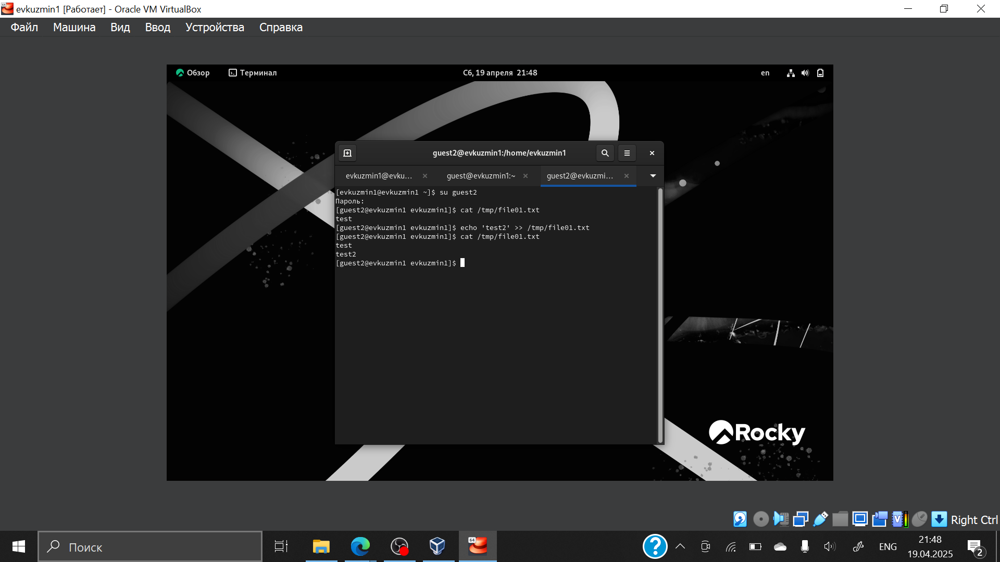 evkuzmin1 [Работает] - Oracle VM VirtualBox
Файл Машина Вид Ввод Устройства Справка
Обзор Терминал Сб, 19 апреля 21:48 en
guest2@evkuzmin1:/home/evkuzmin1
evkuzmin1@evku... guest@evkuzmin1:~ guest2@evkuzmi...
[evkuzmin1@evkuzmin1 ~]$ su guest2
Пароль:
[guest2@evkuzmin1 evkuzmin1]$ cat /tmp/file01.txt
test
[guest2@evkuzmin1 evkuzmin1]$ echo 'test2' >> /tmp/file01.txt
[guest2@evkuzmin1 evkuzmin1]$ cat /tmp/file01.txt
test
test2
[guest2@evkuzmin1 evkuzmin1]$
Rocky
Right Ctrl
Поиск
64
ENG
21:48
19.04.2025
2